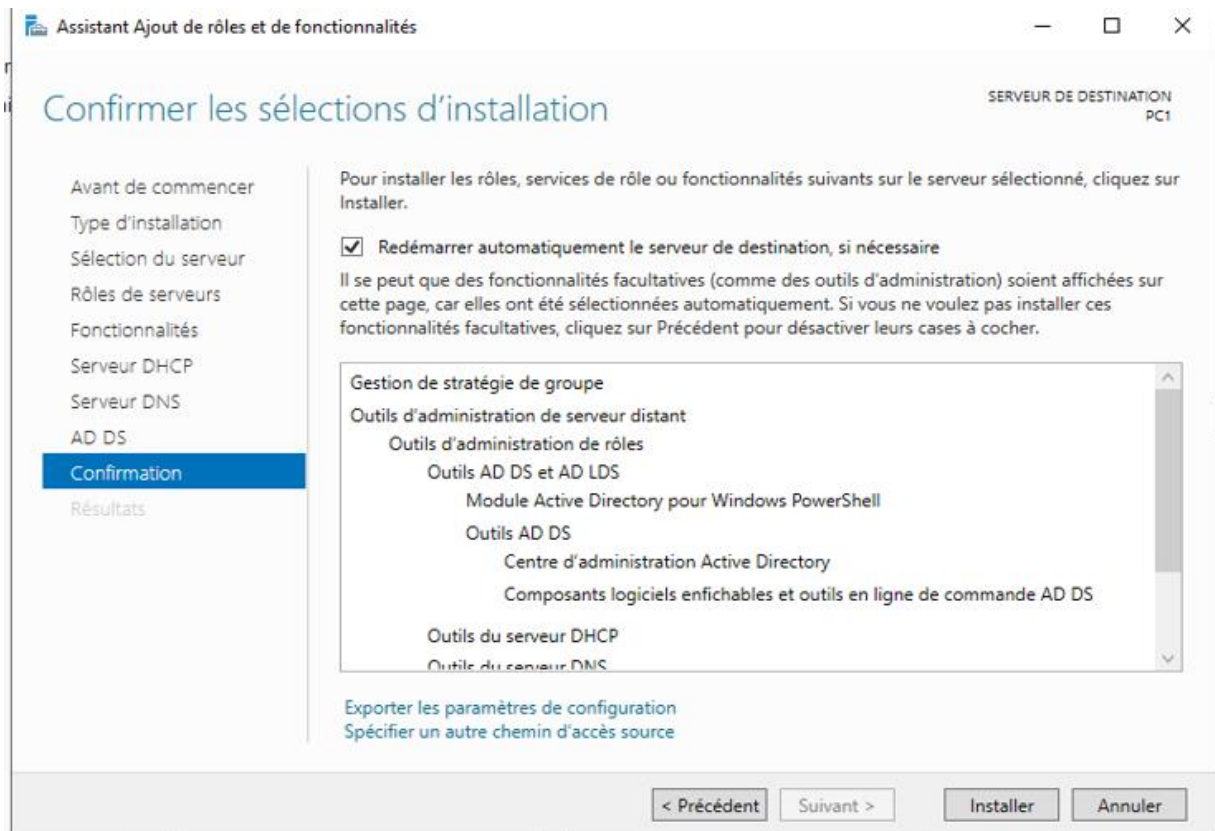 Assistant Ajout de rôles et de fonctionnalités
Confirmer les sélections d'installation
SERVEUR DE DESTINATION
PC1
Avant de commencer
Type d'installation
Sélection du serveur
Rôles de serveurs
Fonctionnalités
Serveur DHCP
Serveur DNS
AD DS
Confirmation
Résultats
Pour installer les rôles, services de rôle ou fonctionnalités suivants sur le serveur sélectionné, cliquez sur
Installer.
Redémarrer automatiquement le serveur de destination, si nécessaire
Il se peut que des fonctionnalités facultatives (comme des outils d'administration) soient affichées sur
cette page, car elles ont été sélectionnées automatiquement. Si vous ne voulez pas installer ces
fonctionnalités facultatives, cliquez sur Précédent pour désactiver leurs cases à cocher.
Gestion de stratégie de groupe
Outils d'administration de serveur distant
Outils d'administration de rôles
Outils AD DS et AD LDS
Module Active Directory pour Windows PowerShell
Outils AD DS
Centre d'administration Active Directory
Composants logiciels enfichables et outils en ligne de commande AD DS
Outils du serveur DHCP
Outils du serveur DNS
Exporter les paramètres de configuration
Spécifier un autre chemin d'accès source
< Précédent
Suivant >
Installer
Annuler